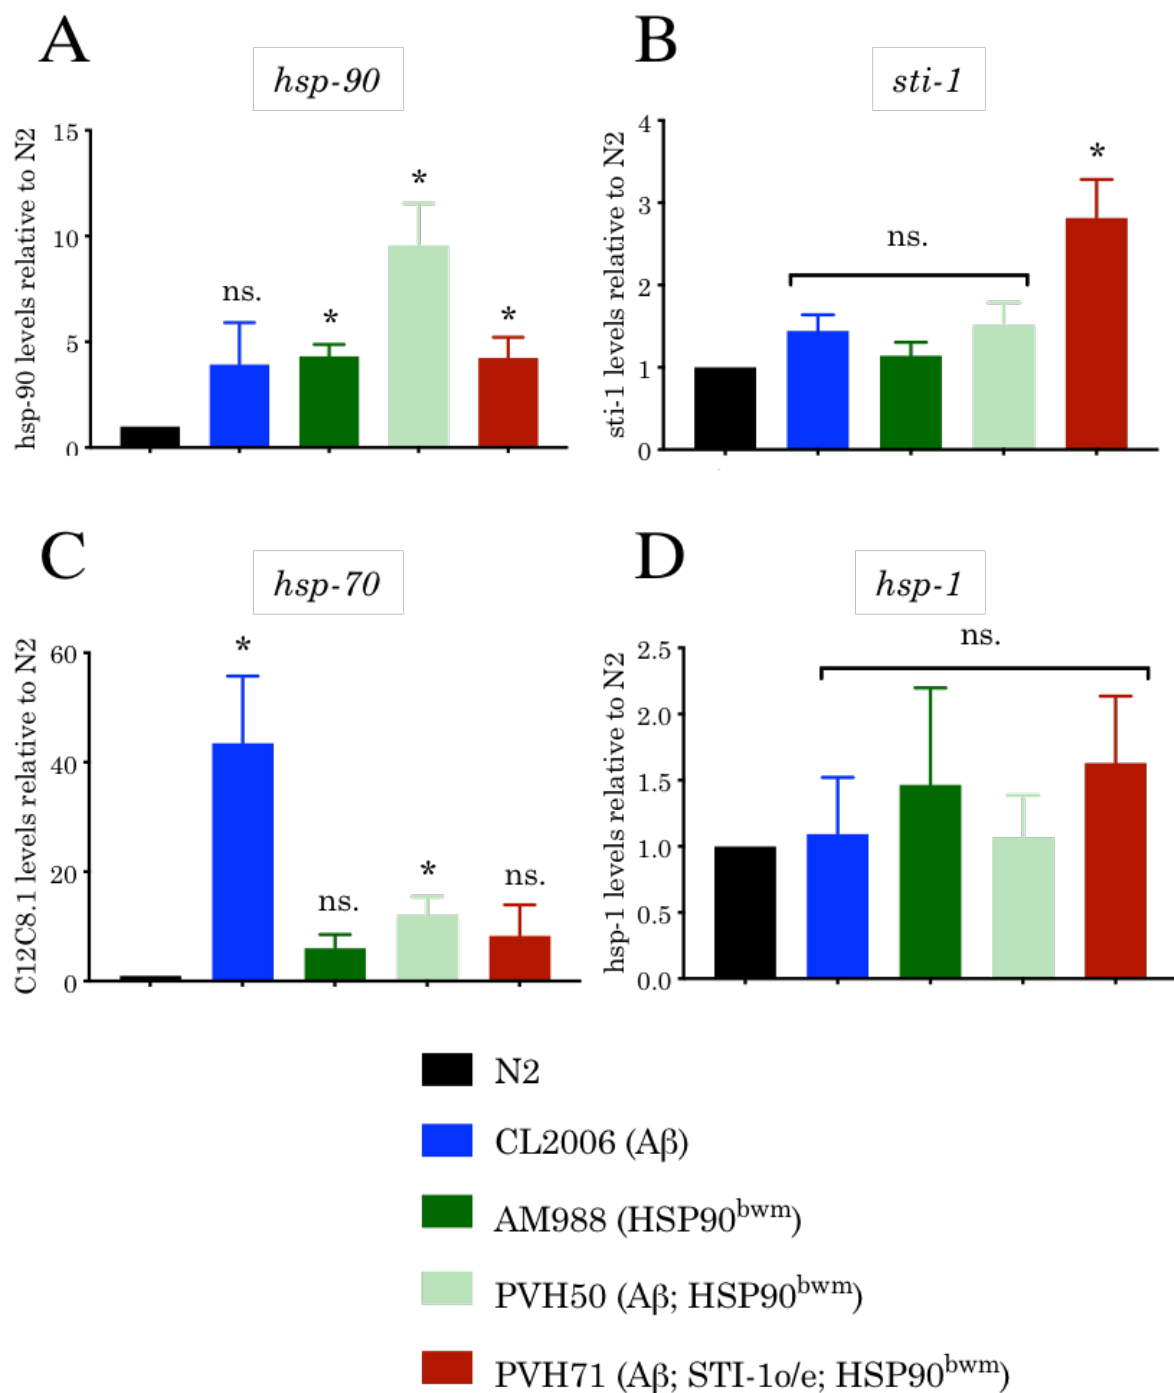 A
hsp-90
hsp-90 levels relative to N2
15
10
5
0
ns.
*
*
*
B
sti-1
sti-1 levels relative to N2
4
3
2
1
0
ns.
*
C
hsp-70
C12C8.1 levels relative to N2
60
40
20
0
*
ns.
*
ns.
D
hsp-1
hsp-1 levels relative to N2
2.5
2.0
1.5
1.0
0.5
0.0
ns.
N2
CL2006 (Aβ)
AM988 (HSP90bwm)
PVH50 (Aβ; HSP90bwm)
PVH71 (Aβ; STI-1o/e; HSP90bwm)